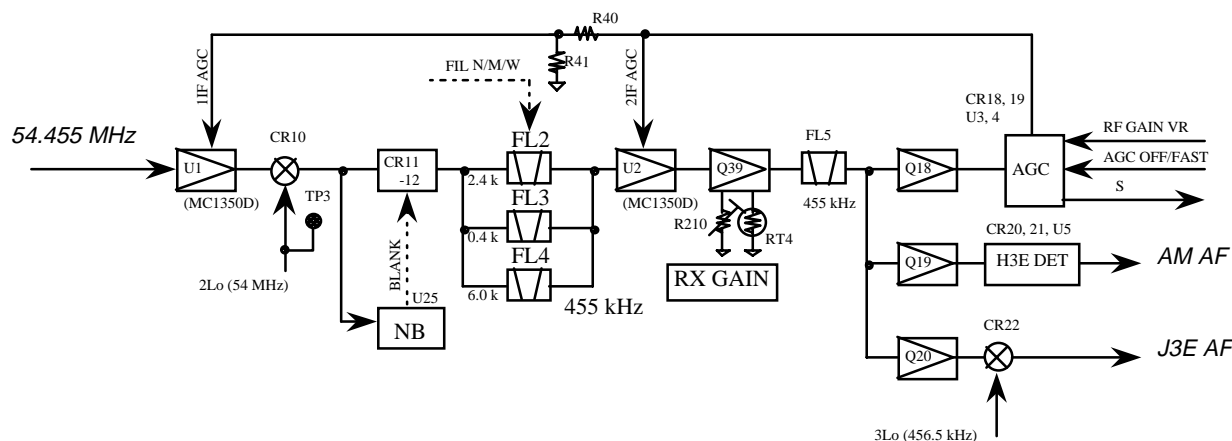 R40
R41
1IF AGC
FIL N/M/W
2IF AGC
CR18, 19
U3, 4
54.455 MHz
CR10
FL2
FL5
RF GAIN VR
U1
CR11
-12
U2
Q39
Q18
AGC
AGC OFF/FAST
(MC1350D)
2.4 k
(MC1350D)
455 kHz
S
TP3
FL3
R210
RT4
0.4 k
CR20, 21, U5
BLANK
FL4
Q19
H3E DET
AM AF
2Lo (54 MHz)
RX GAIN
6.0 k
455 kHz
U25
NB
CR22
Q20
J3E AF
3Lo (456.5 kHz)